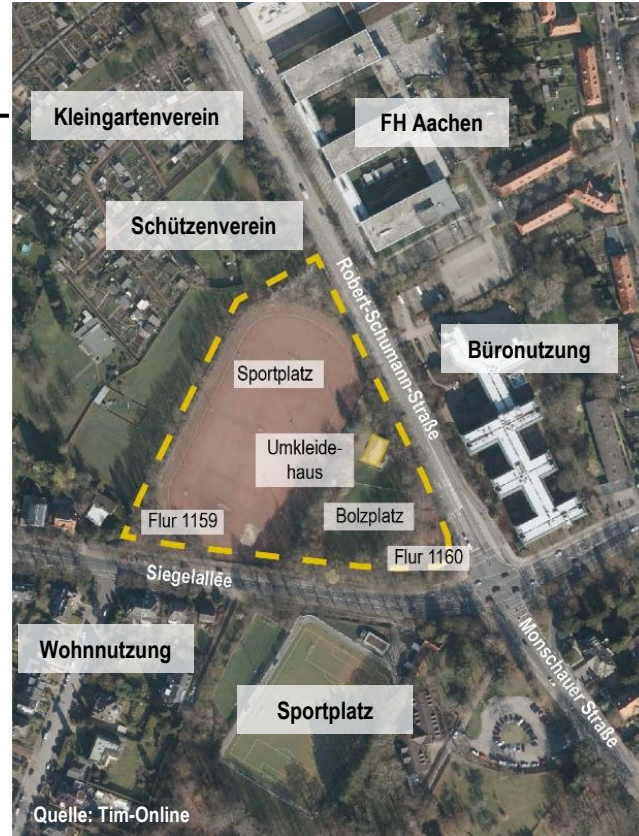 Kleingartenverein
FH Aachen
Schützenverein
Robert-Schumann-Straße
Büronutzung
Sportplatz
Umkleide-
haus
Bolzplatz
Flur 1159
Flur 1160
Siegelallee
Wohnnutzung
Monschauer Straße
Sportplatz
Quelle: Tim-Online